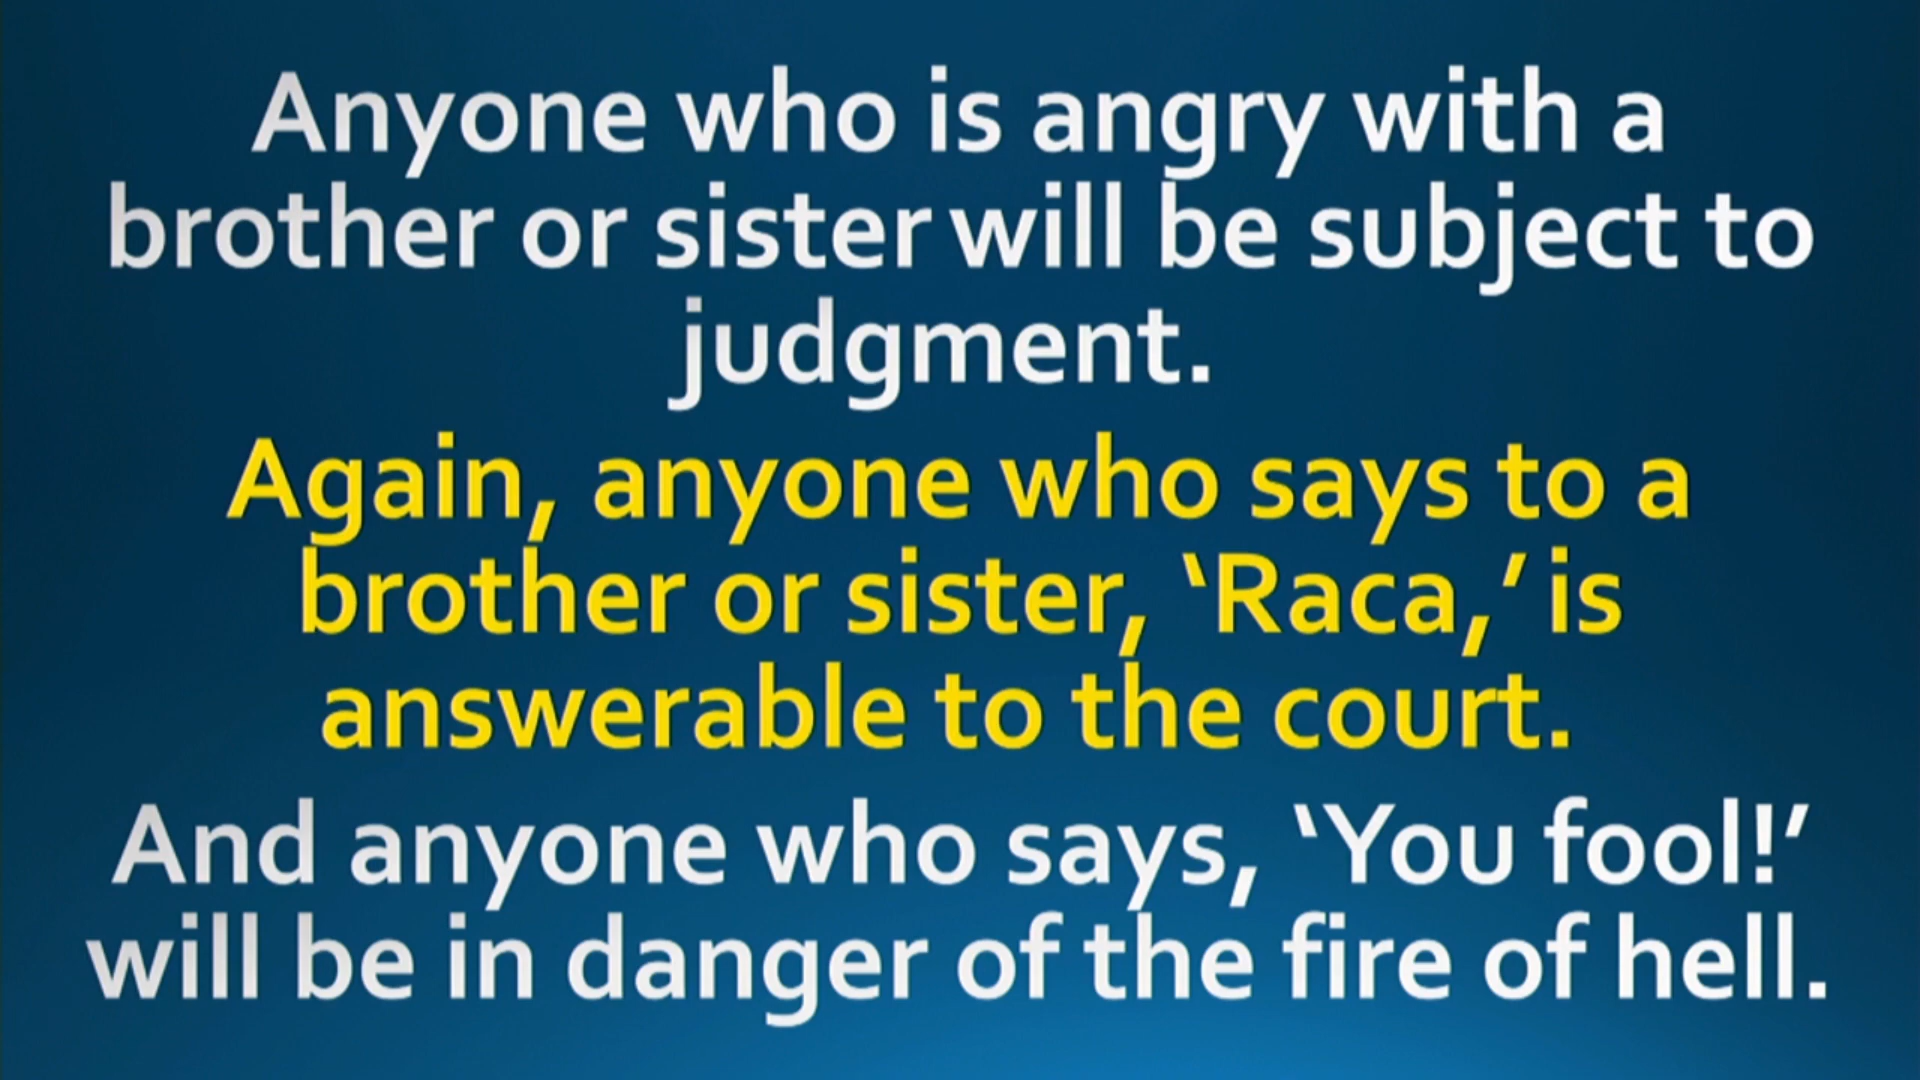 Anyone who is angry with a
brother or sister will be subject to
judgment.
Again, anyone who says to a
brother or sister, ‘Raca,’ is
answerable to the court.
And anyone who says, ‘You fool!’
will be in danger of the fire of hell.